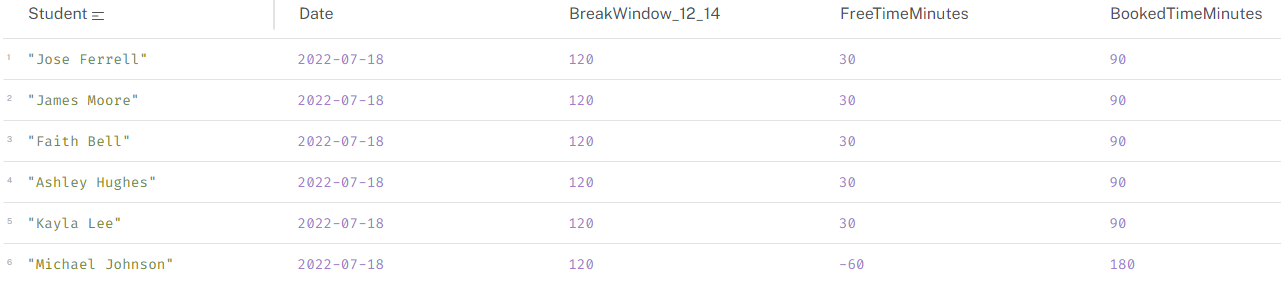 Student Date BreakWindow_12_14 FreeTimeMinutes BookedTimeMinutes
1 "Jose Ferrell" 2022-07-18 120 30 90
2 "James Moore" 2022-07-18 120 30 90
3 "Faith Bell" 2022-07-18 120 30 90
4 "Ashley Hughes" 2022-07-18 120 30 90
5 "Kayla Lee" 2022-07-18 120 30 90
6 "Michael Johnson" 2022-07-18 120 -60 180